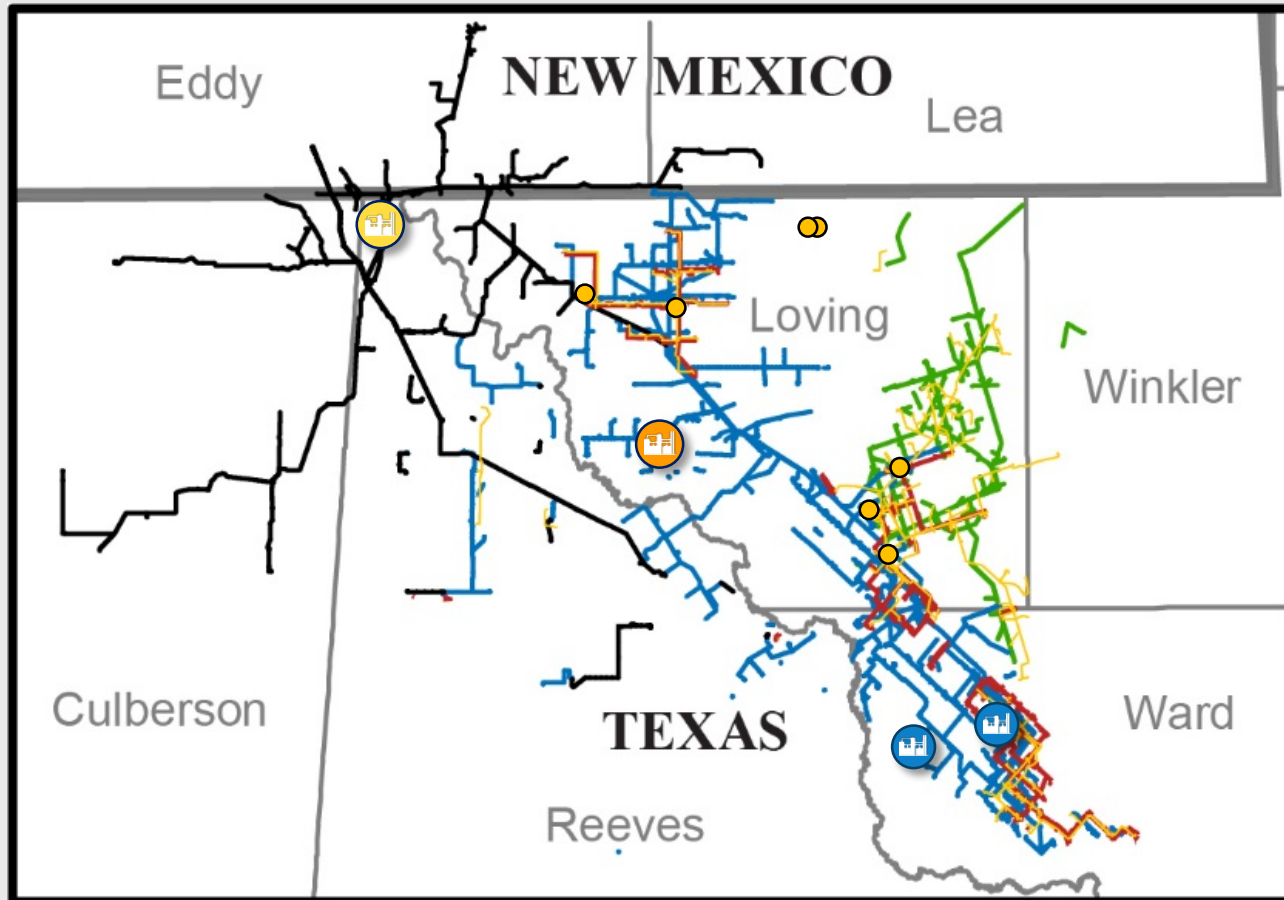 Eddy
NEW MEXICO
Lea
Loving
Winkler
Culberson
TEXAS
Ward
Reeves